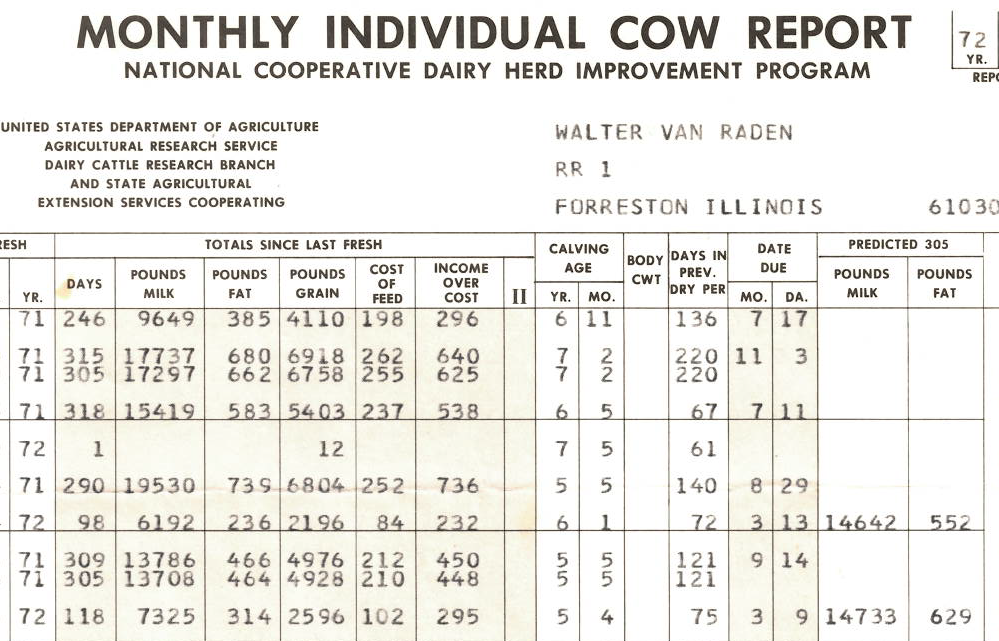 MONTHLY INDIVIDUAL COW REPORT
NATIONAL COOPERATIVE DAIRY HERD IMPROVEMENT PROGRAM
72
YR.
REPO
UNITED STATES DEPARTMENT OF AGRICULTURE
AGRICULTURAL RESEARCH SERVICE
DAIRY CATTLE RESEARCH BRANCH
AND STATE AGRICULTURAL
EXTENSION SERVICES COOPERATING
WALTER VAN RADEN
RR 1
FORRESTON ILLINOIS 61030
RESH TOTALS SINCE LAST FRESH CALVING AGE BODY CWT DAYS IN PREV. DRY PER DATE DUE PREDICTED 305
YR. DAYS POUNDS MILK POUNDS FAT POUNDS GRAIN COST OF FEED INCOME OVER COST II YR. MO. MO. DA. POUNDS MILK POUNDS FAT
71 246 9649 385 4110 198 296 6 11 136 7 17
71 315 17737 680 6918 262 640 7 2 220 11 3
71 305 17297 662 6758 255 625 7 2 220
71 318 15419 583 5403 237 538 6 5 67 7 11
72 1 12 7 5 61
71 290 19530 739 6804 252 736 5 5 140 8 29
72 98 6192 236 2196 84 232 6 1 72 3 13 14642 552
71 309 13786 466 4976 212 450 5 5 121 9 14
71 305 13708 464 4928 210 448 5 5 121
72 118 7325 314 2596 102 295 5 4 75 3 9 14733 629